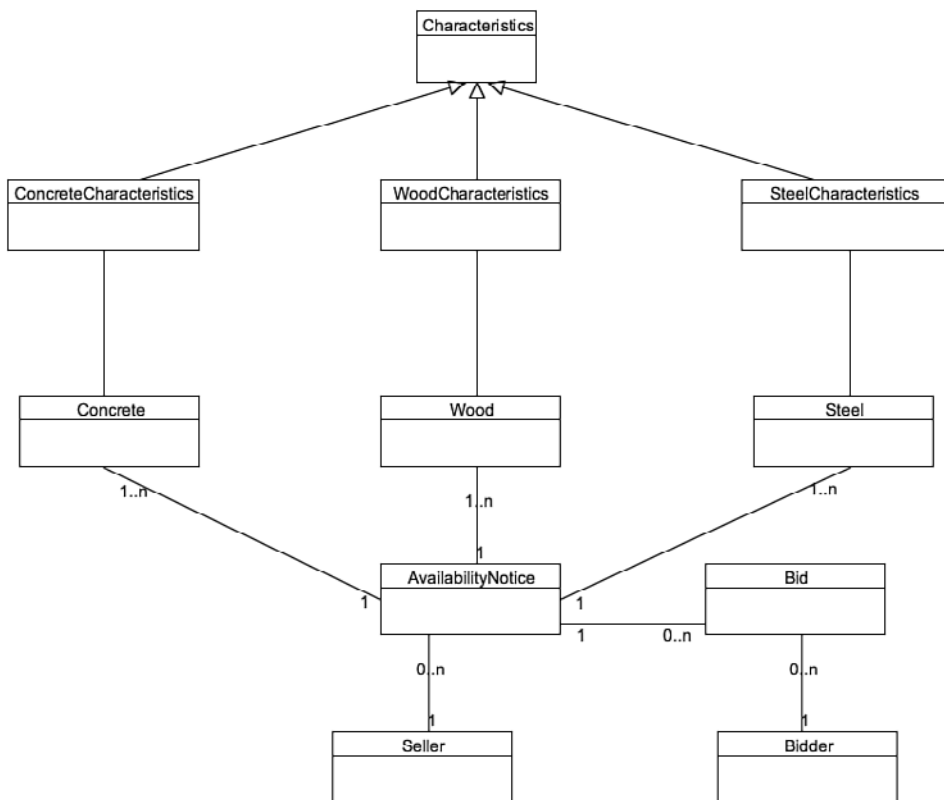 Characteristics
ConcreteCharacteristics
WoodCharacteristics
SteelCharacteristics
Concrete
Wood
Steel
1..n
1..n
1..n
1
AvailabilityNotice
Bid
1
1
1
0..n
0..n
0..n
1
1
Seller
Bidder